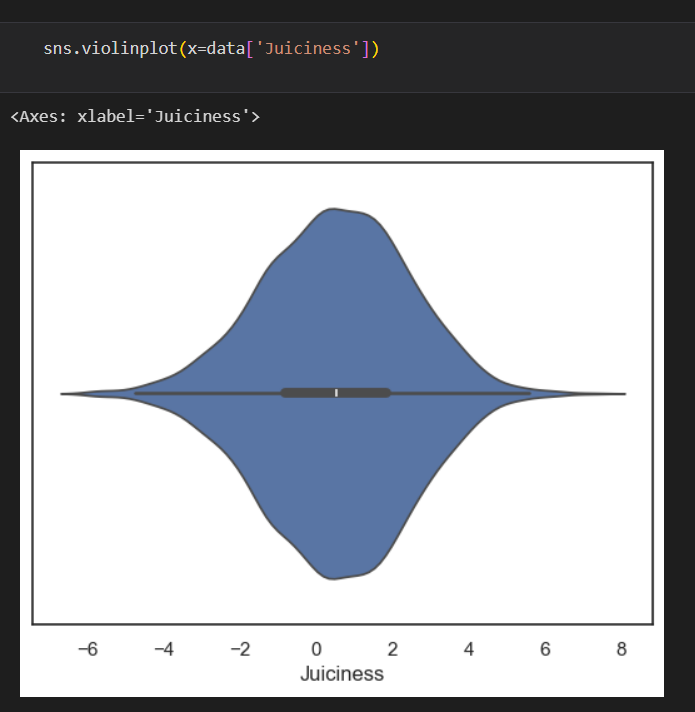 sns.violinplot(x=data['Juiciness'])
<Axes: xlabel='Juiciness'>
−6 −4 −2 0 2 4 6 8
Juiciness